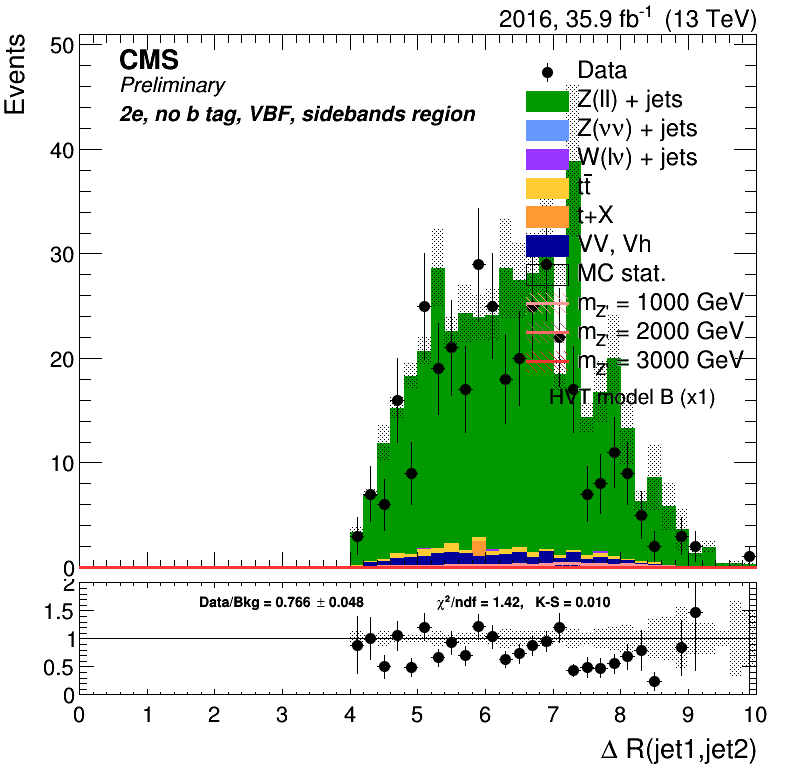 2016, 35.9 fb⁻¹ (13 TeV)
Events
CMS
Preliminary
2e, no b tag, VBF, sidebands region
Data
Z(ll) + jets
Z(νν) + jets
W(lν) + jets
tt̄
t+X
VV, Vh
MC stat.
m_Z' = 1000 GeV
m_Z' = 2000 GeV
m_Z' = 3000 GeV
HVT model B (x1)
50
40
30
20
10
0
Data/Bkg = 0.766 ± 0.048
χ²/ndf = 1.42, K-S = 0.010
2
1.5
1
0.5
0
0 1 2 3 4 5 6 7 8 9 10
Δ R(jet1,jet2)